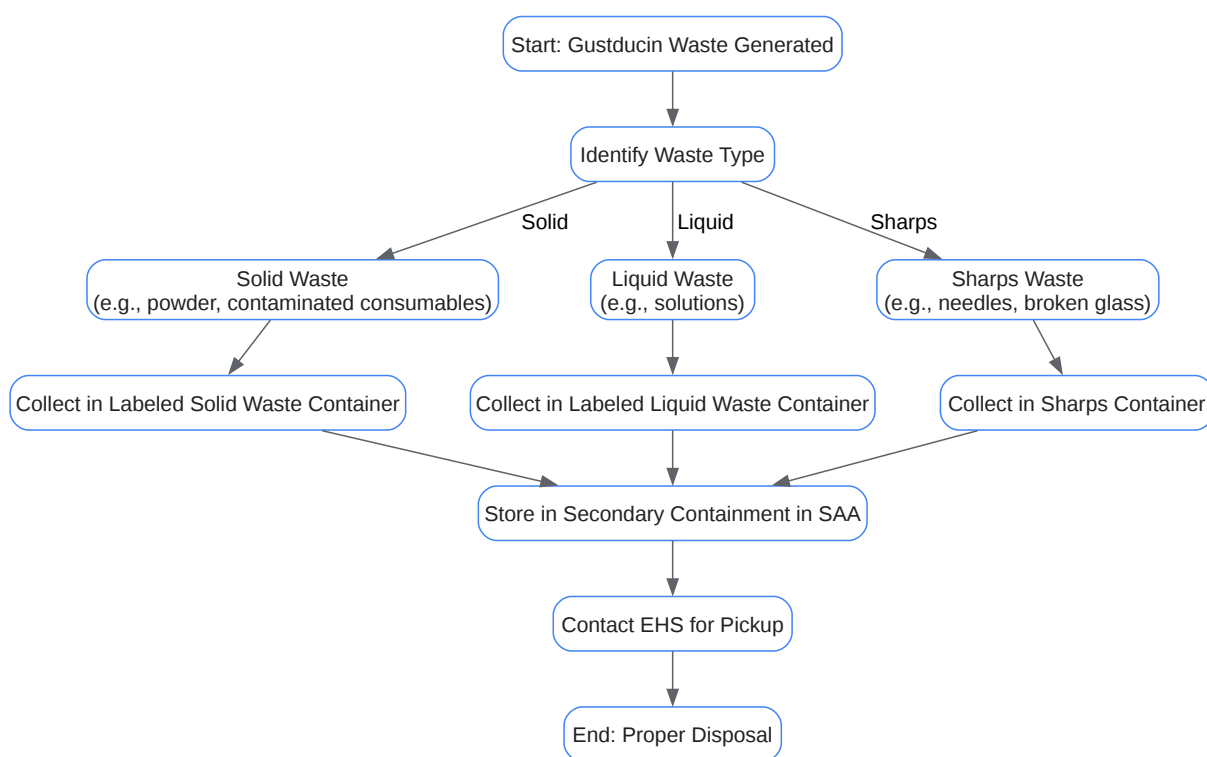 Start: Gustducin Waste Generated
Identify Waste Type
Solid
Liquid
Sharps
Solid Waste
(e.g., powder, contaminated consumables)
Liquid Waste
(e.g., solutions)
Sharps Waste
(e.g., needles, broken glass)
Collect in Labeled Solid Waste Container
Collect in Labeled Liquid Waste Container
Collect in Sharps Container
Store in Secondary Containment in SAA
Contact EHS for Pickup
End: Proper Disposal